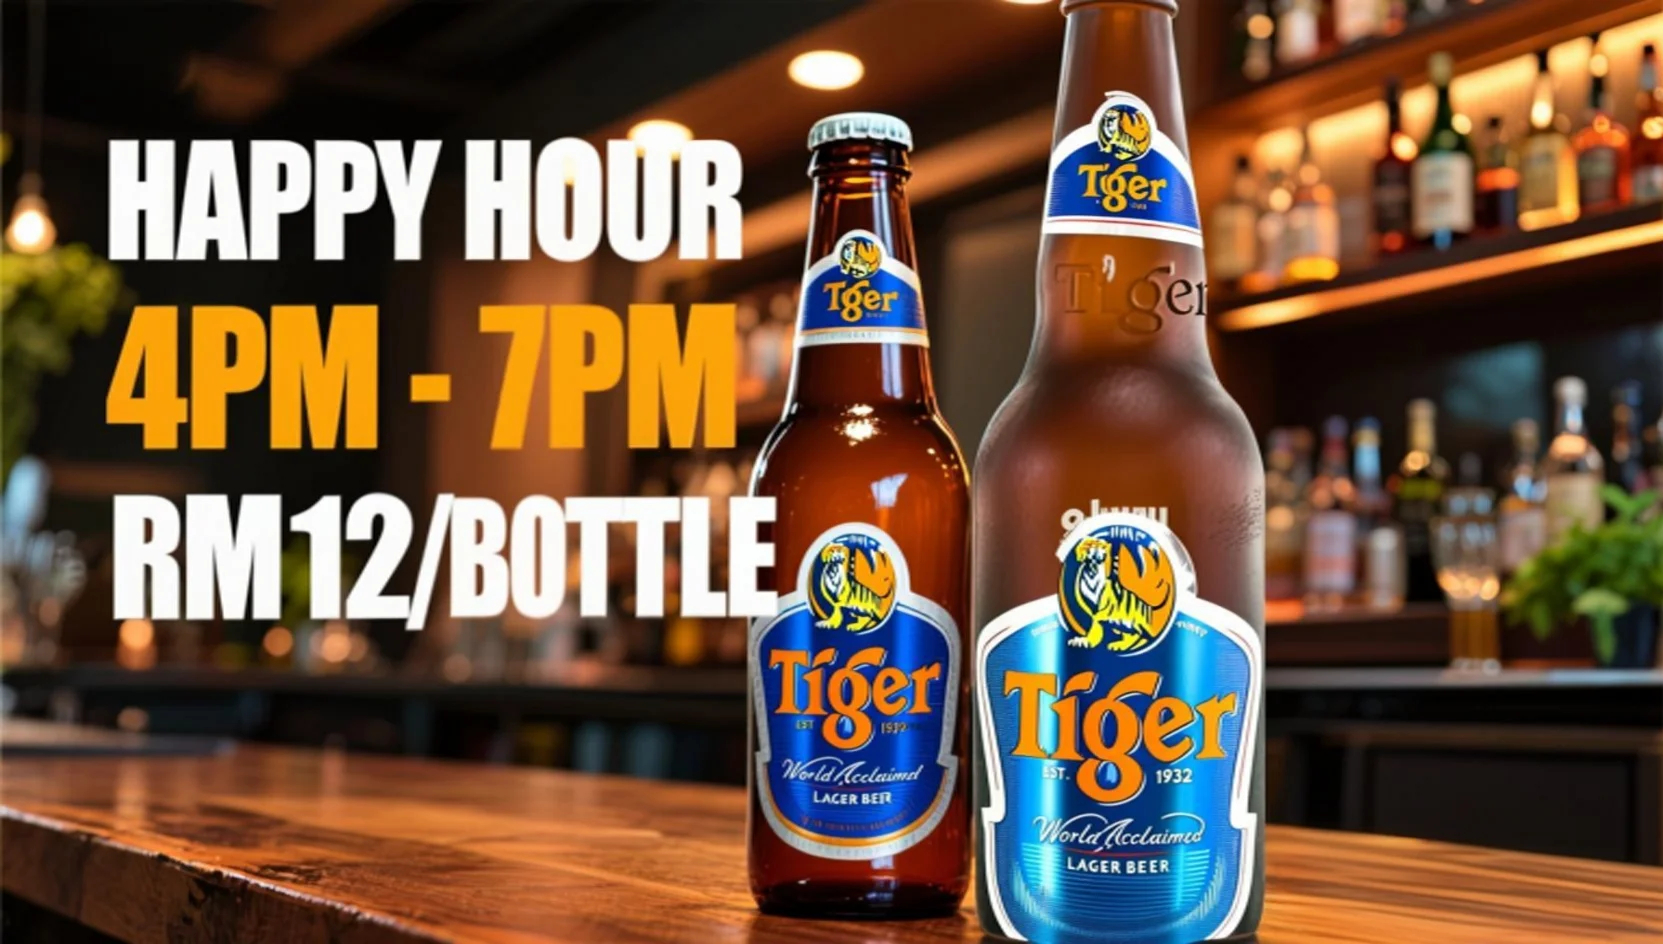 HAPPY HOUR
4PM - 7PM
RM12/BOTTLE
Tiger
Tiger
EST 1932
World Acclaimed
LAGER BEER
Tiger
Tiger
Tiger
EST. 1932
World Acclaimed
LAGER BEER